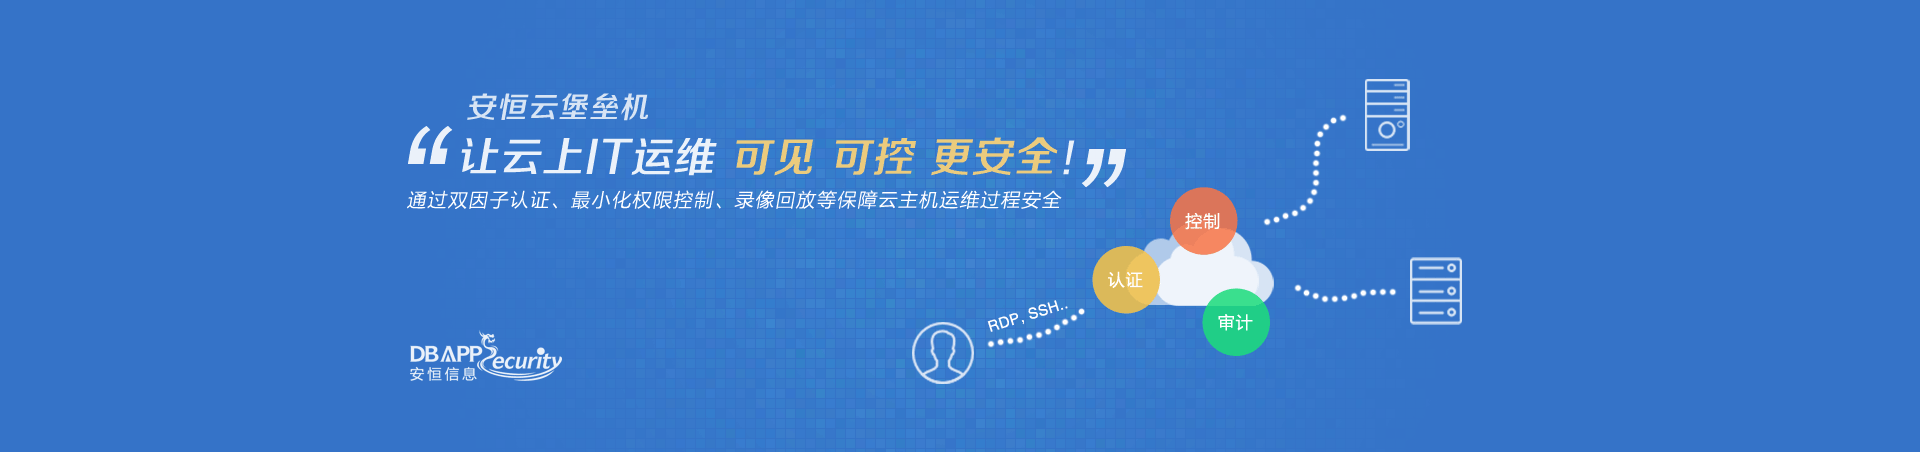 安恒云堡垒机
“让云上IT运维 可见 可控 更安全!”
通过双因子认证、最小化权限控制、录像回放等保障云主机运维过程安全
控制
认证
审计
RDP, SSH..
DBAPPSecurity
安恒信息